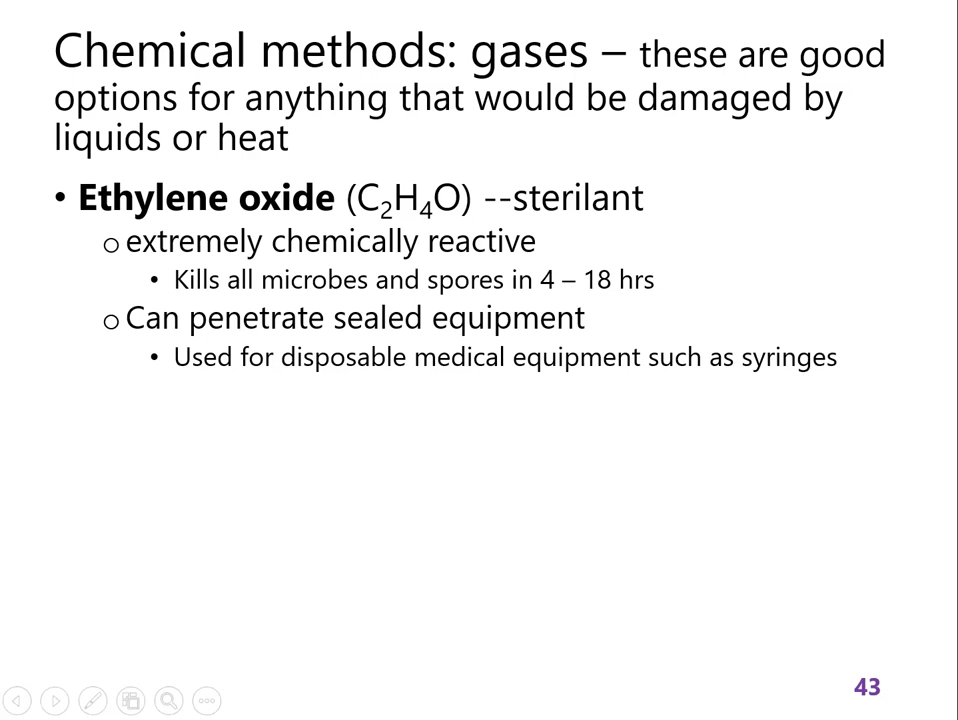 Chemical methods: gases – these are good
options for anything that would be damaged by
liquids or heat
• Ethylene oxide (C₂H₄O) --sterilant
o extremely chemically reactive
• Kills all microbes and spores in 4 – 18 hrs
o Can penetrate sealed equipment
• Used for disposable medical equipment such as syringes
43